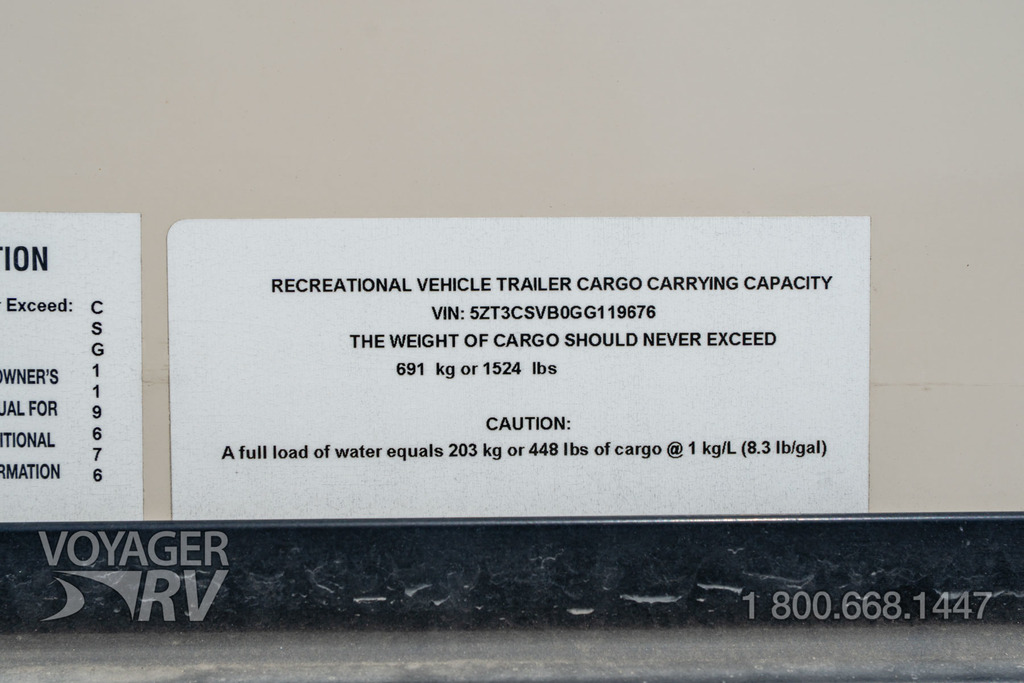 TION
Exceed:
OWNER'S
UAL FOR
ITIONAL
RMATION
C
S
G
1
1
9
6
7
6
RECREATIONAL VEHICLE TRAILER CARGO CARRYING CAPACITY
VIN: 5ZT3CSVB0GG119676
THE WEIGHT OF CARGO SHOULD NEVER EXCEED
691 kg or 1524 lbs
CAUTION:
A full load of water equals 203 kg or 448 lbs of cargo @ 1 kg/L (8.3 lb/gal)
VOYAGER
RV
1 800.668.1447